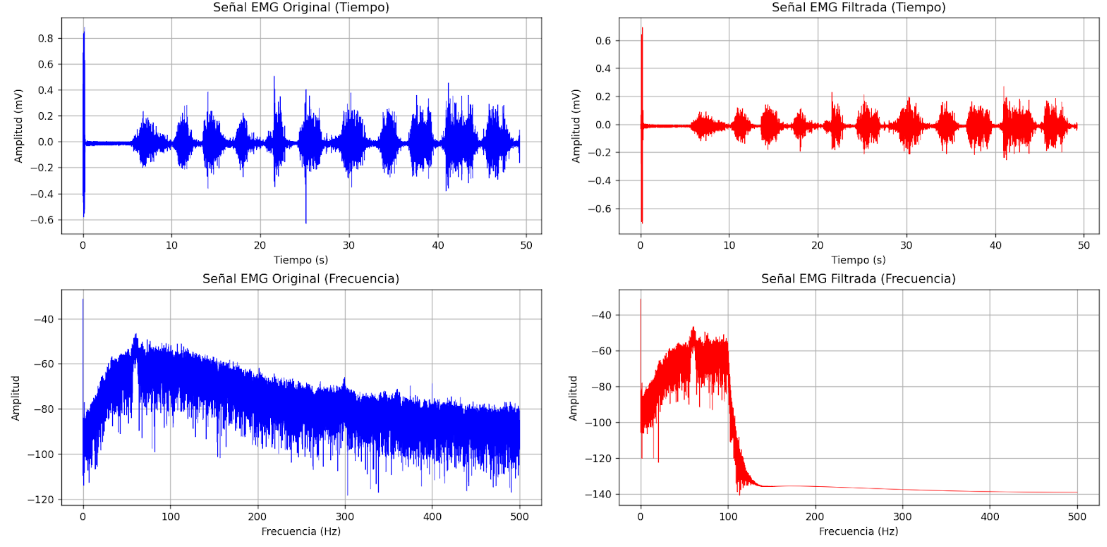 Señal EMG Original (Tiempo)
Amplitud (mV)
0.8
0.6
0.4
0.2
0.0
−0.2
−0.4
−0.6
0 10 20 30 40 50
Tiempo (s)
Señal EMG Filtrada (Tiempo)
Amplitud (mV)
0.6
0.4
0.2
0.0
−0.2
−0.4
−0.6
0 10 20 30 40 50
Tiempo (s)
Señal EMG Original (Frecuencia)
Amplitud
−40
−60
−80
−100
−120
0 100 200 300 400 500
Frecuencia (Hz)
Señal EMG Filtrada (Frecuencia)
Amplitud
−40
−60
−80
−100
−120
−140
0 100 200 300 400 500
Frecuencia (Hz)